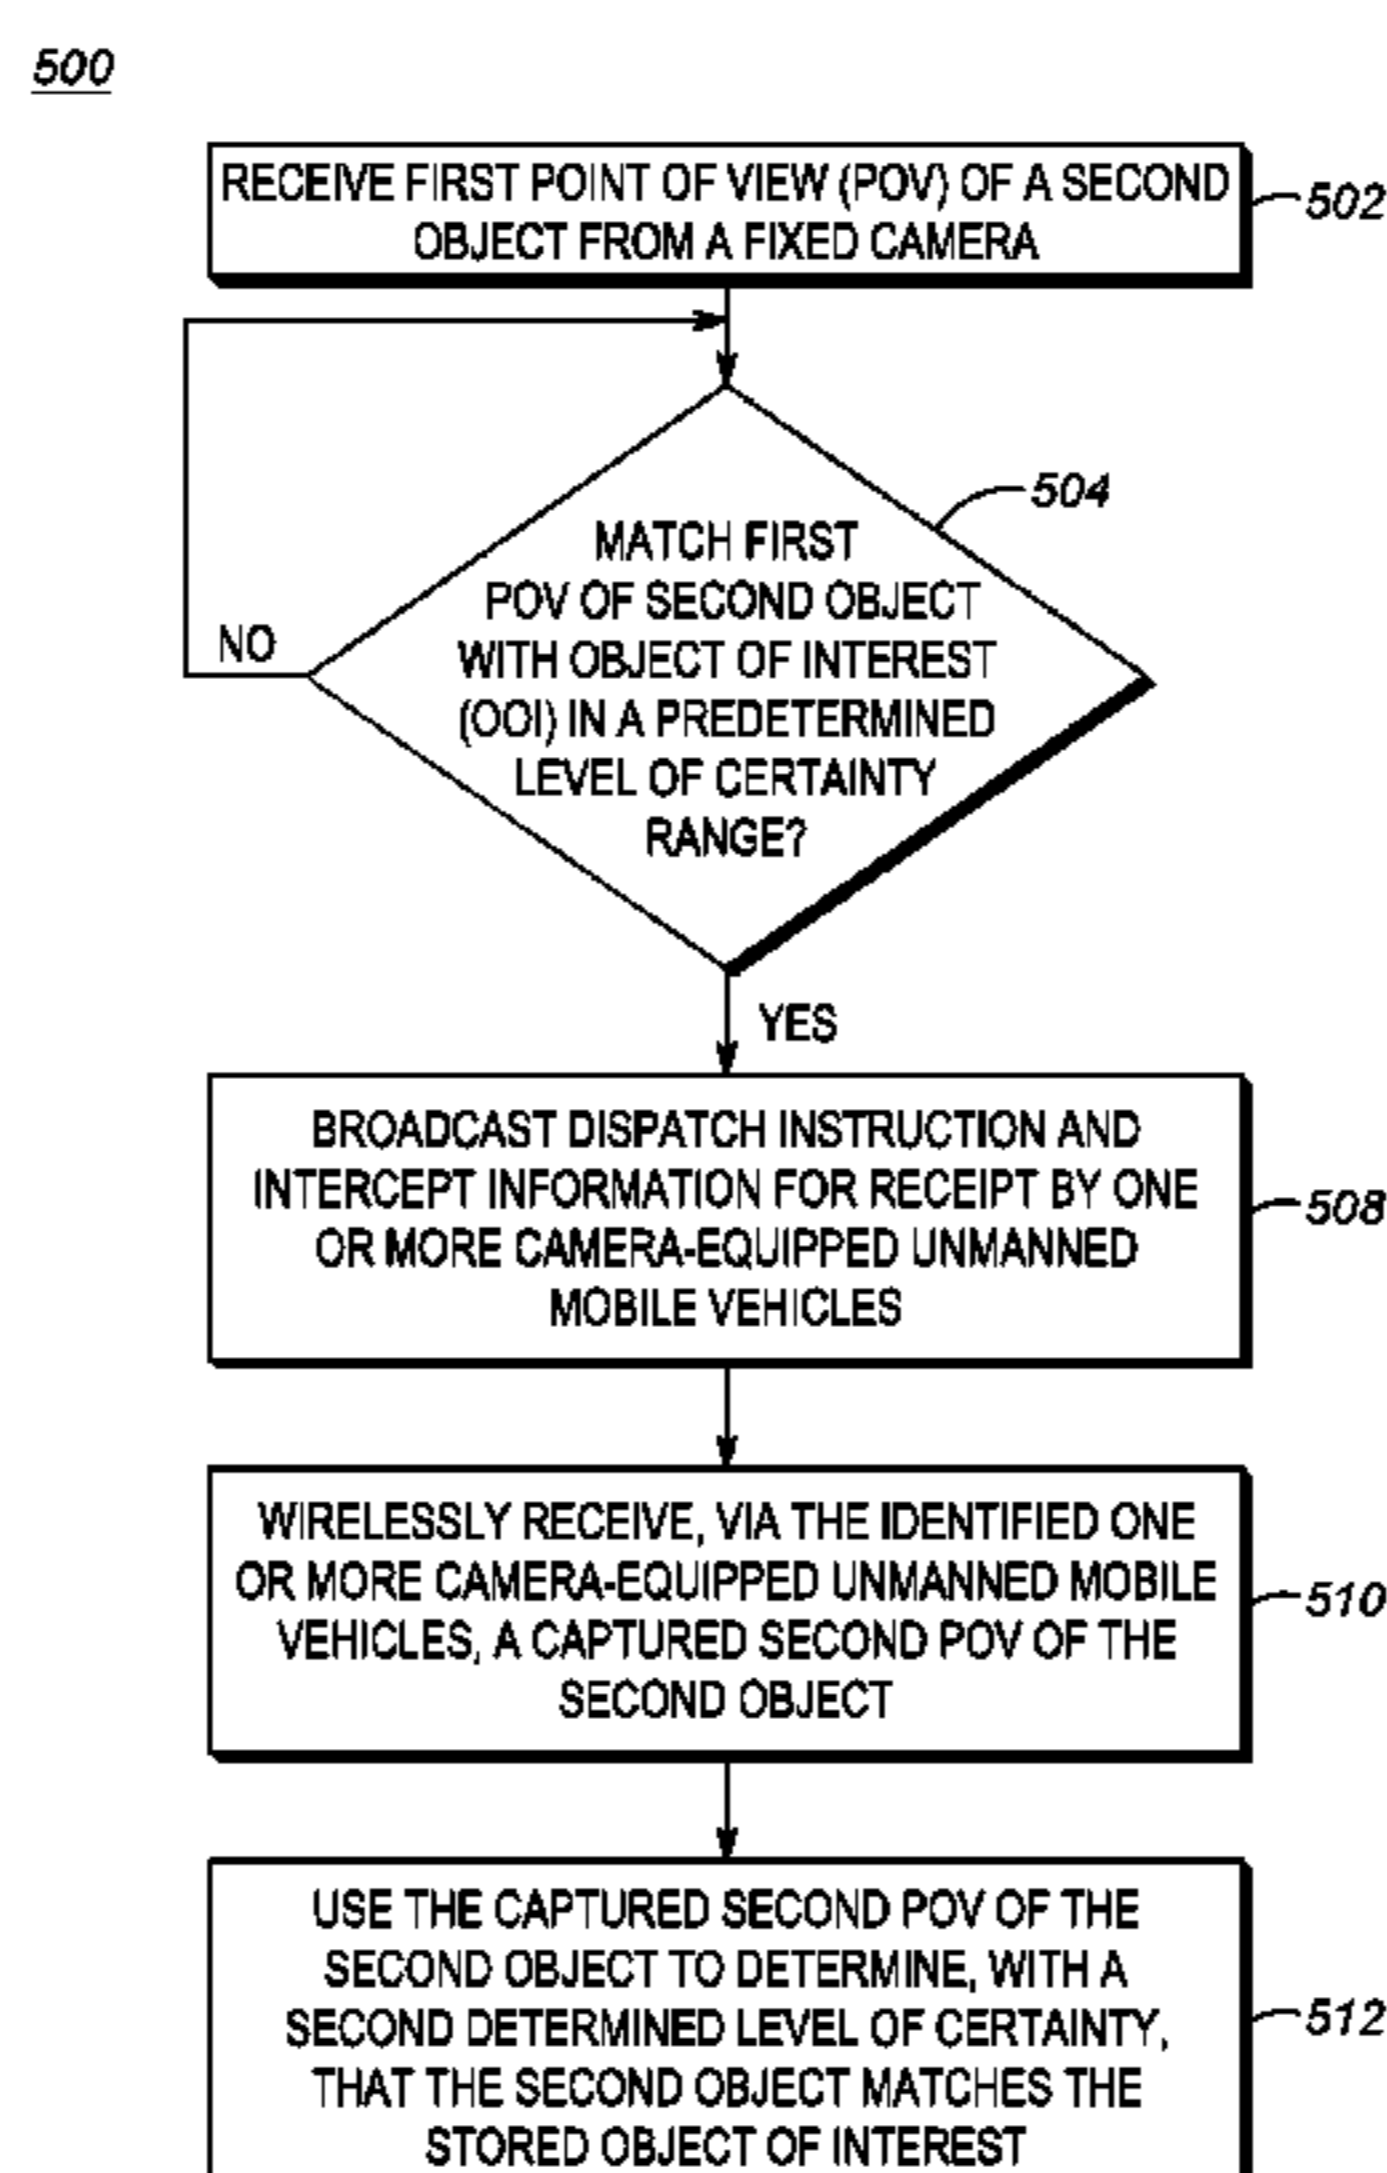 500
RECEIVE FIRST POINT OF VIEW (POV) OF A SECOND
OBJECT FROM A FIXED CAMERA
502
504
MATCH FIRST
POV OF SECOND OBJECT
WITH OBJECT OF INTEREST
(OOI) IN A PREDETERMINED
LEVEL OF CERTAINTY
RANGE?
NO
YES
BROADCAST DISPATCH INSTRUCTION AND
INTERCEPT INFORMATION FOR RECEIPT BY ONE
OR MORE CAMERA-EQUIPPED UNMANNED
MOBILE VEHICLES
508
WIRELESSLY RECEIVE, VIA THE IDENTIFIED ONE
OR MORE CAMERA-EQUIPPED UNMANNED MOBILE
VEHICLES, A CAPTURED SECOND POV OF THE
SECOND OBJECT
510
USE THE CAPTURED SECOND POV OF THE
SECOND OBJECT TO DETERMINE, WITH A
SECOND DETERMINED LEVEL OF CERTAINTY,
THAT THE SECOND OBJECT MATCHES THE
STORED OBJECT OF INTEREST
512